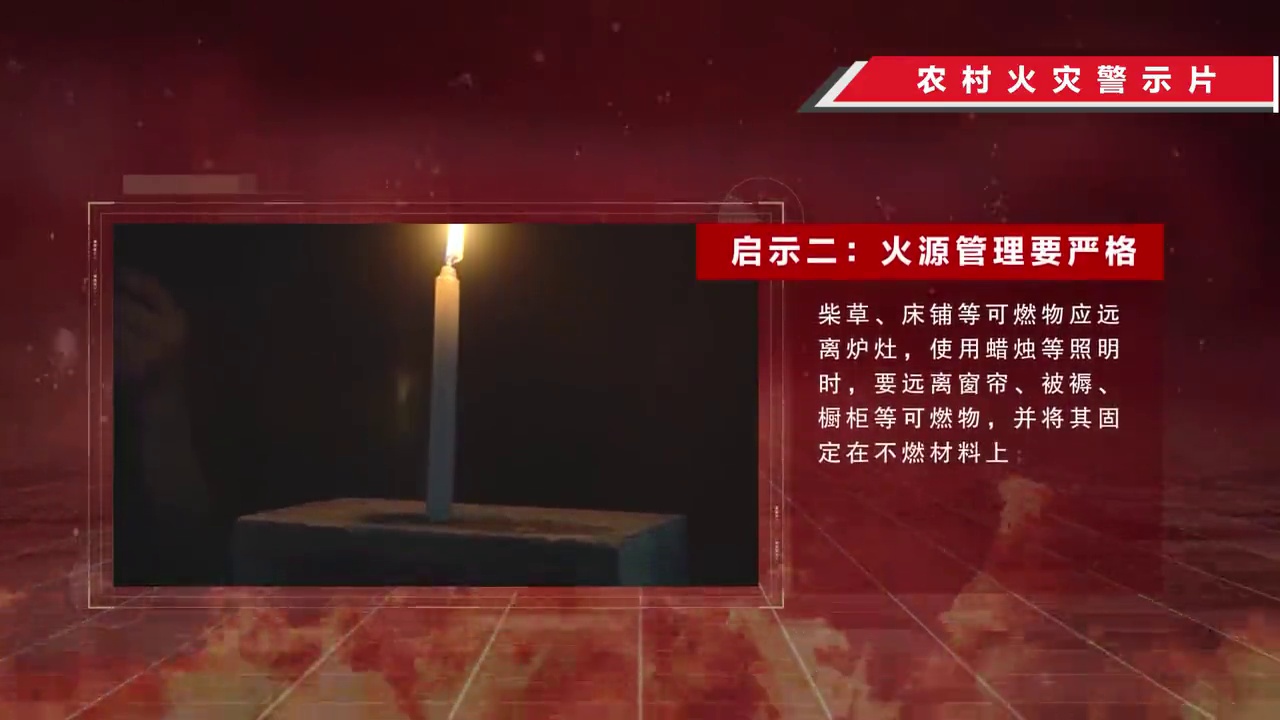 农村火灾警示片
启示二：火源管理要严格
柴草、床铺等可燃物应远
离炉灶，使用蜡烛等照明
时，要远离窗帘、被褥、
橱柜等可燃物，并将其固
定在不燃材料上